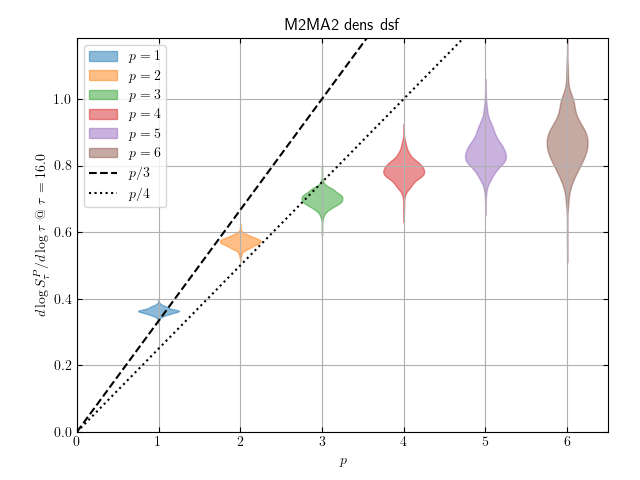 M2MA2 dens dsf
p = 1
p = 2
p = 3
p = 4
p = 5
p = 6
p/3
p/4
d log S_τ^P / d log τ @ τ = 16.0
1.0
0.8
0.6
0.4
0.2
0.0
0 1 2 3 4 5 6
p